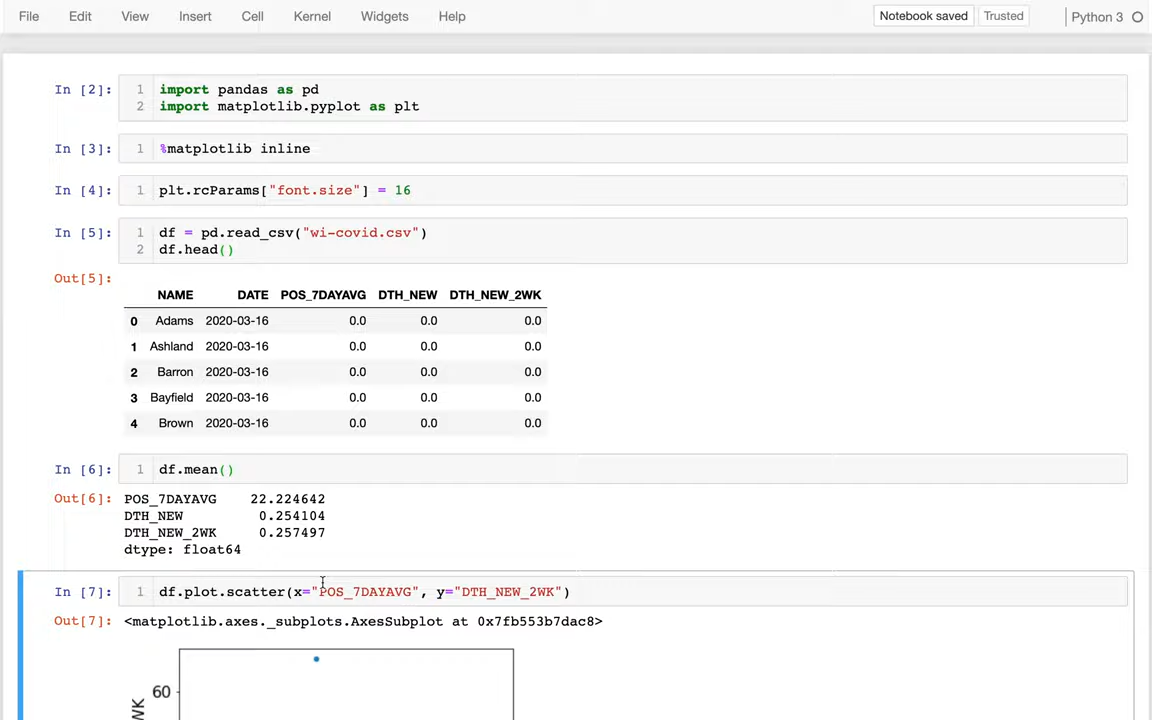 File Edit View Insert Cell Kernel Widgets Help Notebook saved Trusted Python 3
In [2]: 1 import pandas as pd
2 import matplotlib.pyplot as plt
In [3]: 1 %matplotlib inline
In [4]: 1 plt.rcParams["font.size"] = 16
In [5]: 1 df = pd.read_csv("wi-covid.csv")
2 df.head()
Out[5]:
NAME DATE POS_7DAYAVG DTH_NEW DTH_NEW_2WK
0 Adams 2020-03-16 0.0 0.0 0.0
1 Ashland 2020-03-16 0.0 0.0 0.0
2 Barron 2020-03-16 0.0 0.0 0.0
3 Bayfield 2020-03-16 0.0 0.0 0.0
4 Brown 2020-03-16 0.0 0.0 0.0
In [6]: 1 df.mean()
Out[6]: POS_7DAYAVG 22.224642
DTH_NEW 0.254104
DTH_NEW_2WK 0.257497
dtype: float64
In [7]: 1 df.plot.scatter(x="POS_7DAYAVG", y="DTH_NEW_2WK")
Out[7]: <matplotlib.axes._subplots.AxesSubplot at 0x7fb553b7dac8>
60
WK